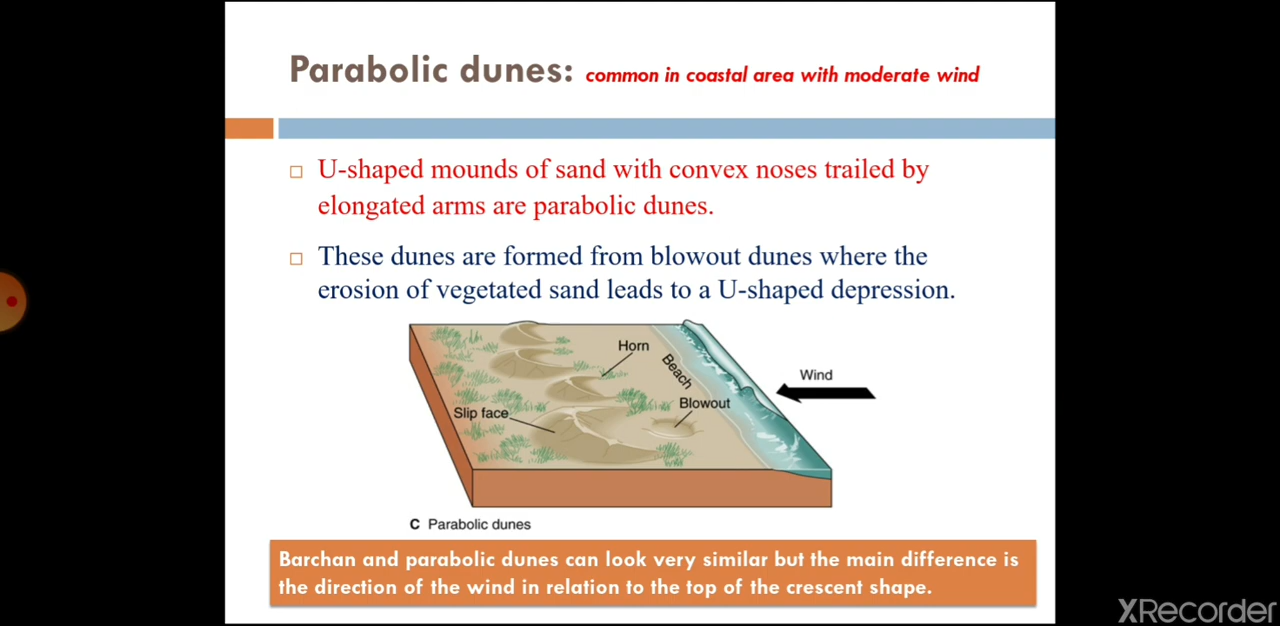 Parabolic dunes: common in coastal area with moderate wind
U-shaped mounds of sand with convex noses trailed by
elongated arms are parabolic dunes.
These dunes are formed from blowout dunes where the
erosion of vegetated sand leads to a U-shaped depression.
Horn
Beach
Wind
Blowout
Slip face
C Parabolic dunes
Barchan and parabolic dunes can look very similar but the main difference is
the direction of the wind in relation to the top of the crescent shape.
XRecorder